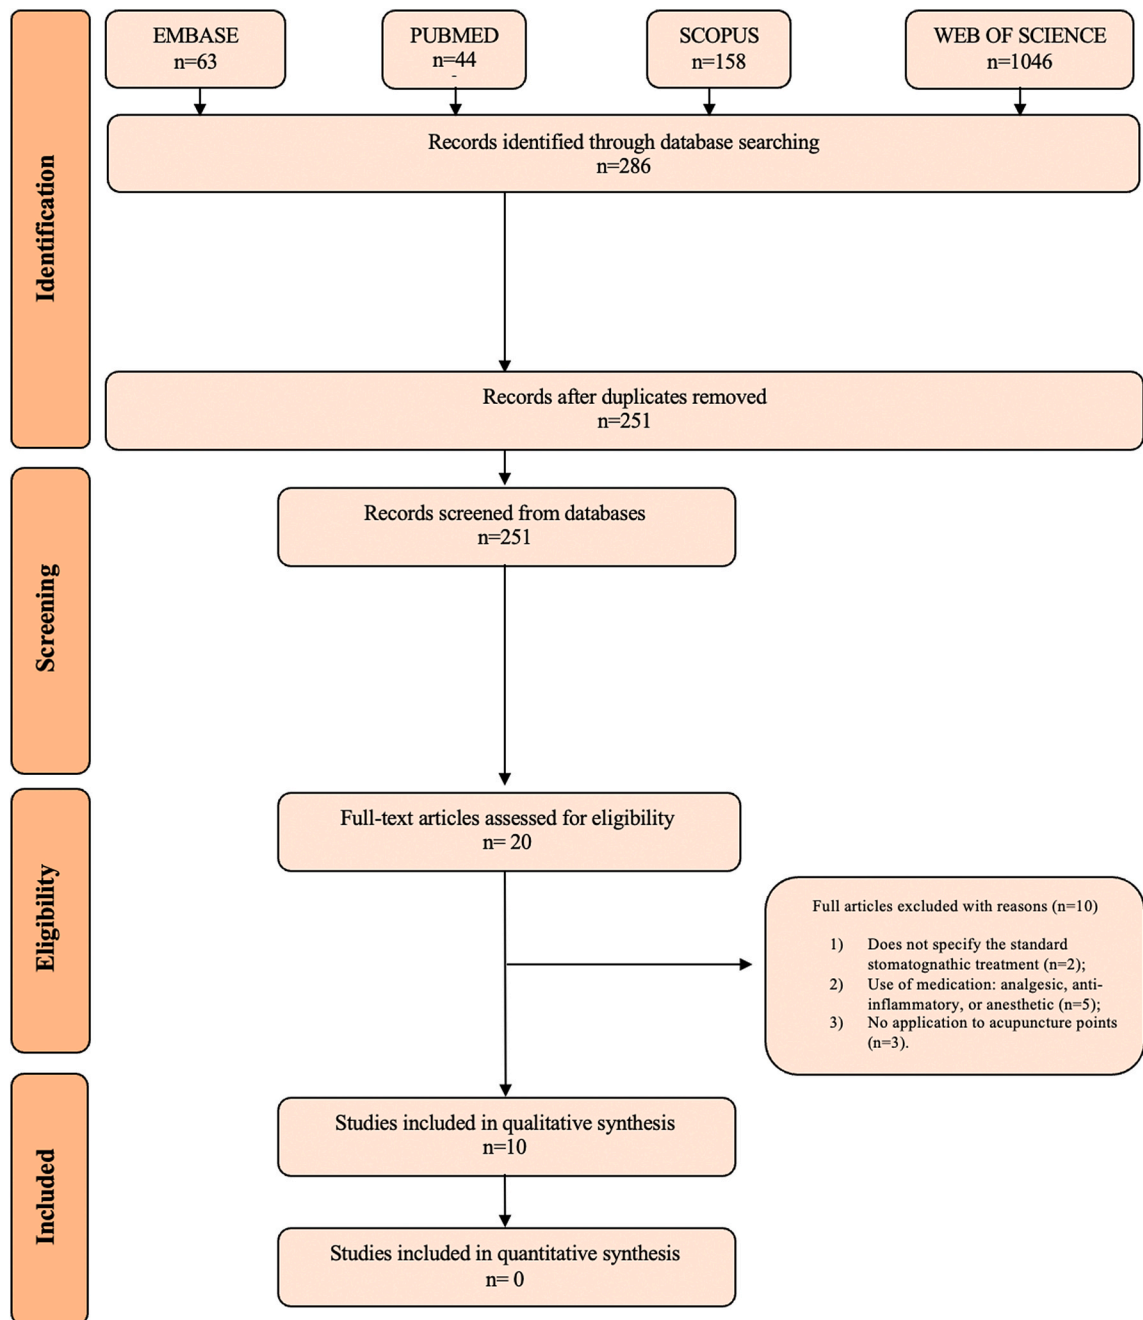 EMBASE
n=63
PUBMED
n=44
-
SCOPUS
n=158
WEB OF SCIENCE
n=1046
Records identified through database searching
n=286
Identification
Records after duplicates removed
n=251
Records screened from databases
n=251
Screening
Full-text articles assessed for eligibility
n= 20
Eligibility
Full articles excluded with reasons (n=10)
1) Does not specify the standard
stomatognathic treatment (n=2);
2) Use of medication: analgesic, anti-
inflammatory, or anesthetic (n=5);
3) No application to acupuncture points
(n=3).
Studies included in qualitative synthesis
n=10
Included
Studies included in quantitative synthesis
n= 0